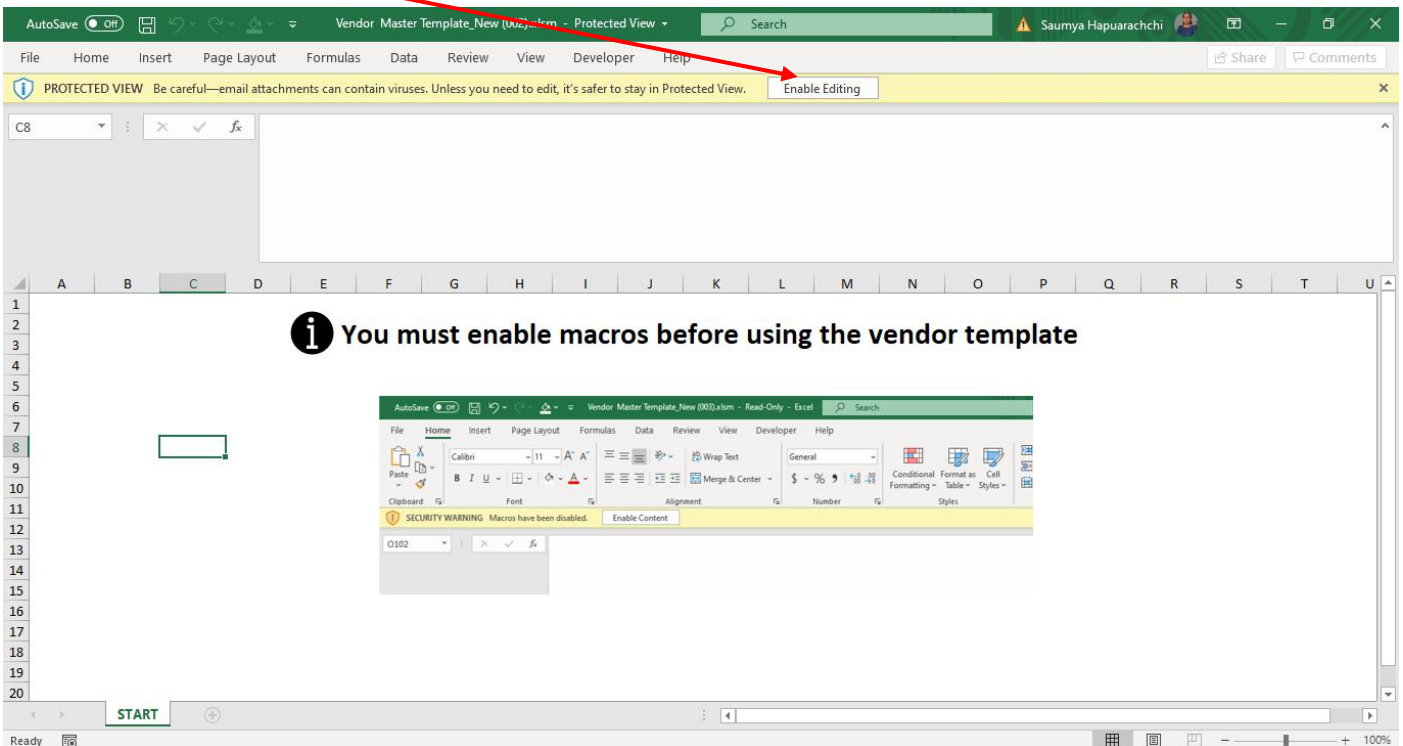 AutoSave Off Vendor Master Template_New (002).xlsm - Protected View Search Saumya Hapuarachchi
File Home Insert Page Layout Formulas Data Review View Developer Help Share Comments
PROTECTED VIEW Be careful—email attachments can contain viruses. Unless you need to edit, it's safer to stay in Protected View. Enable Editing
C8 fx
A B C D E F G H I J K L M N O P Q R S T U
1
2
You must enable macros before using the vendor template
3
4
5
6
AutoSave Off Vendor Master Template_New (003).xlsm - Read-Only - Excel Search
7
File Home Insert Page Layout Formulas Data Review View Developer Help
8
Calibri 11 A A Wrap Text General
9
Paste B I U A Merge & Center $ % Conditional Formatting Format as Table Cell Styles
10
11
Clipboard Font Alignment Number Styles
12
SECURITY WARNING Macros have been disabled. Enable Content
13
O102 fx
14
15
16
17
18
19
20
START
Ready 100%